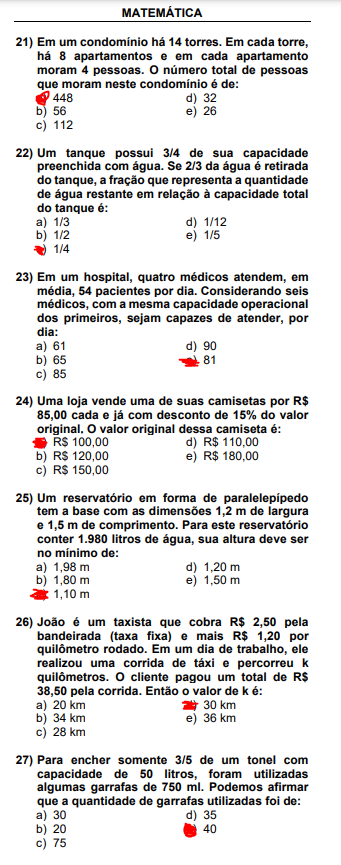 MATEMÁTICA
21) Em um condomínio há 14 torres. Em cada torre,
há 8 apartamentos e em cada apartamento
moram 4 pessoas. O número total de pessoas
que moram neste condomínio é de:
448 d) 32
b) 56 e) 26
c) 112
22) Um tanque possui 3/4 de sua capacidade
preenchida com água. Se 2/3 da água é retirada
do tanque, a fração que representa a quantidade
de água restante em relação à capacidade total
do tanque é:
a) 1/3 d) 1/12
b) 1/2 e) 1/5
1/4
23) Em um hospital, quatro médicos atendem, em
média, 54 pacientes por dia. Considerando seis
médicos, com a mesma capacidade operacional
dos primeiros, sejam capazes de atender, por
dia:
a) 61 d) 90
b) 65 81
c) 85
24) Uma loja vende uma de suas camisetas por R$
85,00 cada e já com desconto de 15% do valor
original. O valor original dessa camiseta é:
R$ 100,00 d) R$ 110,00
b) R$ 120,00 e) R$ 180,00
c) R$ 150,00
25) Um reservatório em forma de paralelepípedo
tem a base com as dimensões 1,2 m de largura
e 1,5 m de comprimento. Para este reservatório
conter 1.980 litros de água, sua altura deve ser
no mínimo de:
a) 1,98 m d) 1,20 m
b) 1,80 m e) 1,50 m
1,10 m
26) João é um taxista que cobra R$ 2,50 pela
bandeirada (taxa fixa) e mais R$ 1,20 por
quilômetro rodado. Em um dia de trabalho, ele
realizou uma corrida de táxi e percorreu k
quilômetros. O cliente pagou um total de R$
38,50 pela corrida. Então o valor de k é:
a) 20 km 30 km
b) 34 km e) 36 km
c) 28 km
27) Para encher somente 3/5 de um tonel com
capacidade de 50 litros, foram utilizadas
algumas garrafas de 750 ml. Podemos afirmar
que a quantidade de garrafas utilizadas foi de:
a) 30 d) 35
b) 20 40
c) 75